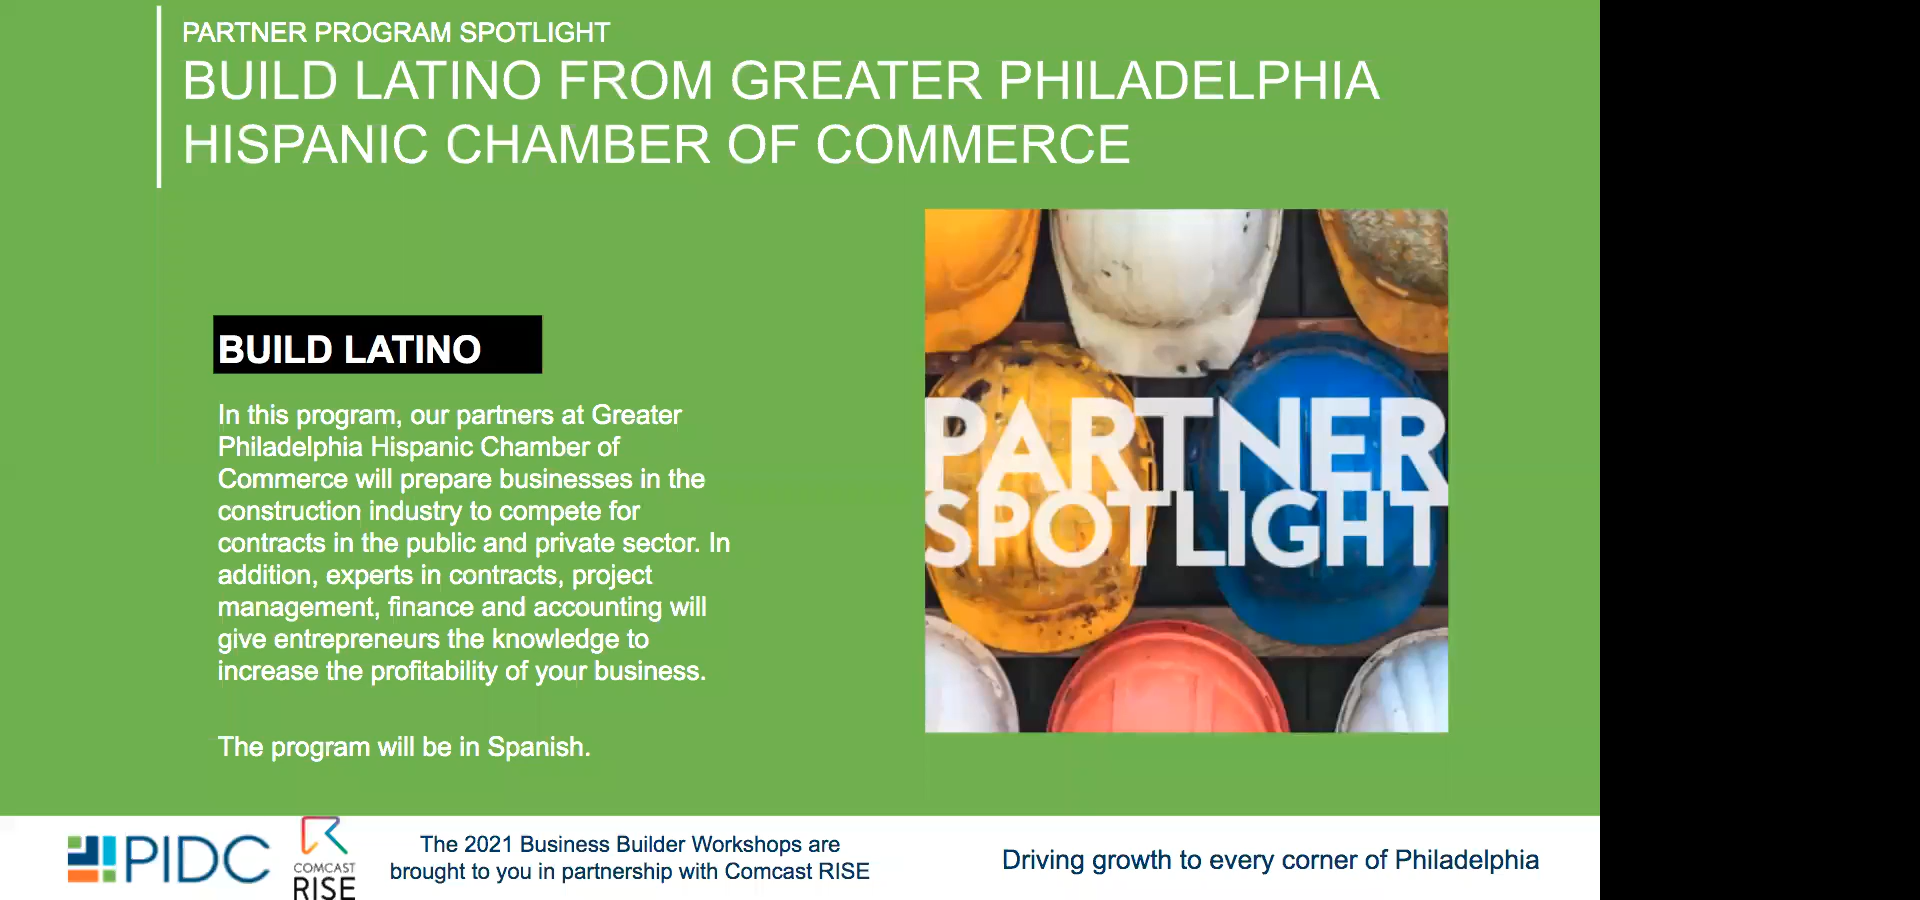 PARTNER PROGRAM SPOTLIGHT
BUILD LATINO FROM GREATER PHILADELPHIA
HISPANIC CHAMBER OF COMMERCE
BUILD LATINO
In this program, our partners at Greater
Philadelphia Hispanic Chamber of
Commerce will prepare businesses in the
construction industry to compete for
contracts in the public and private sector. In
addition, experts in contracts, project
management, finance and accounting will
give entrepreneurs the knowledge to
increase the profitability of your business.
The program will be in Spanish.
PARTNER
SPOTLIGHT
PIDC
COMCAST
RISE
The 2021 Business Builder Workshops are
brought to you in partnership with Comcast RISE
Driving growth to every corner of Philadelphia